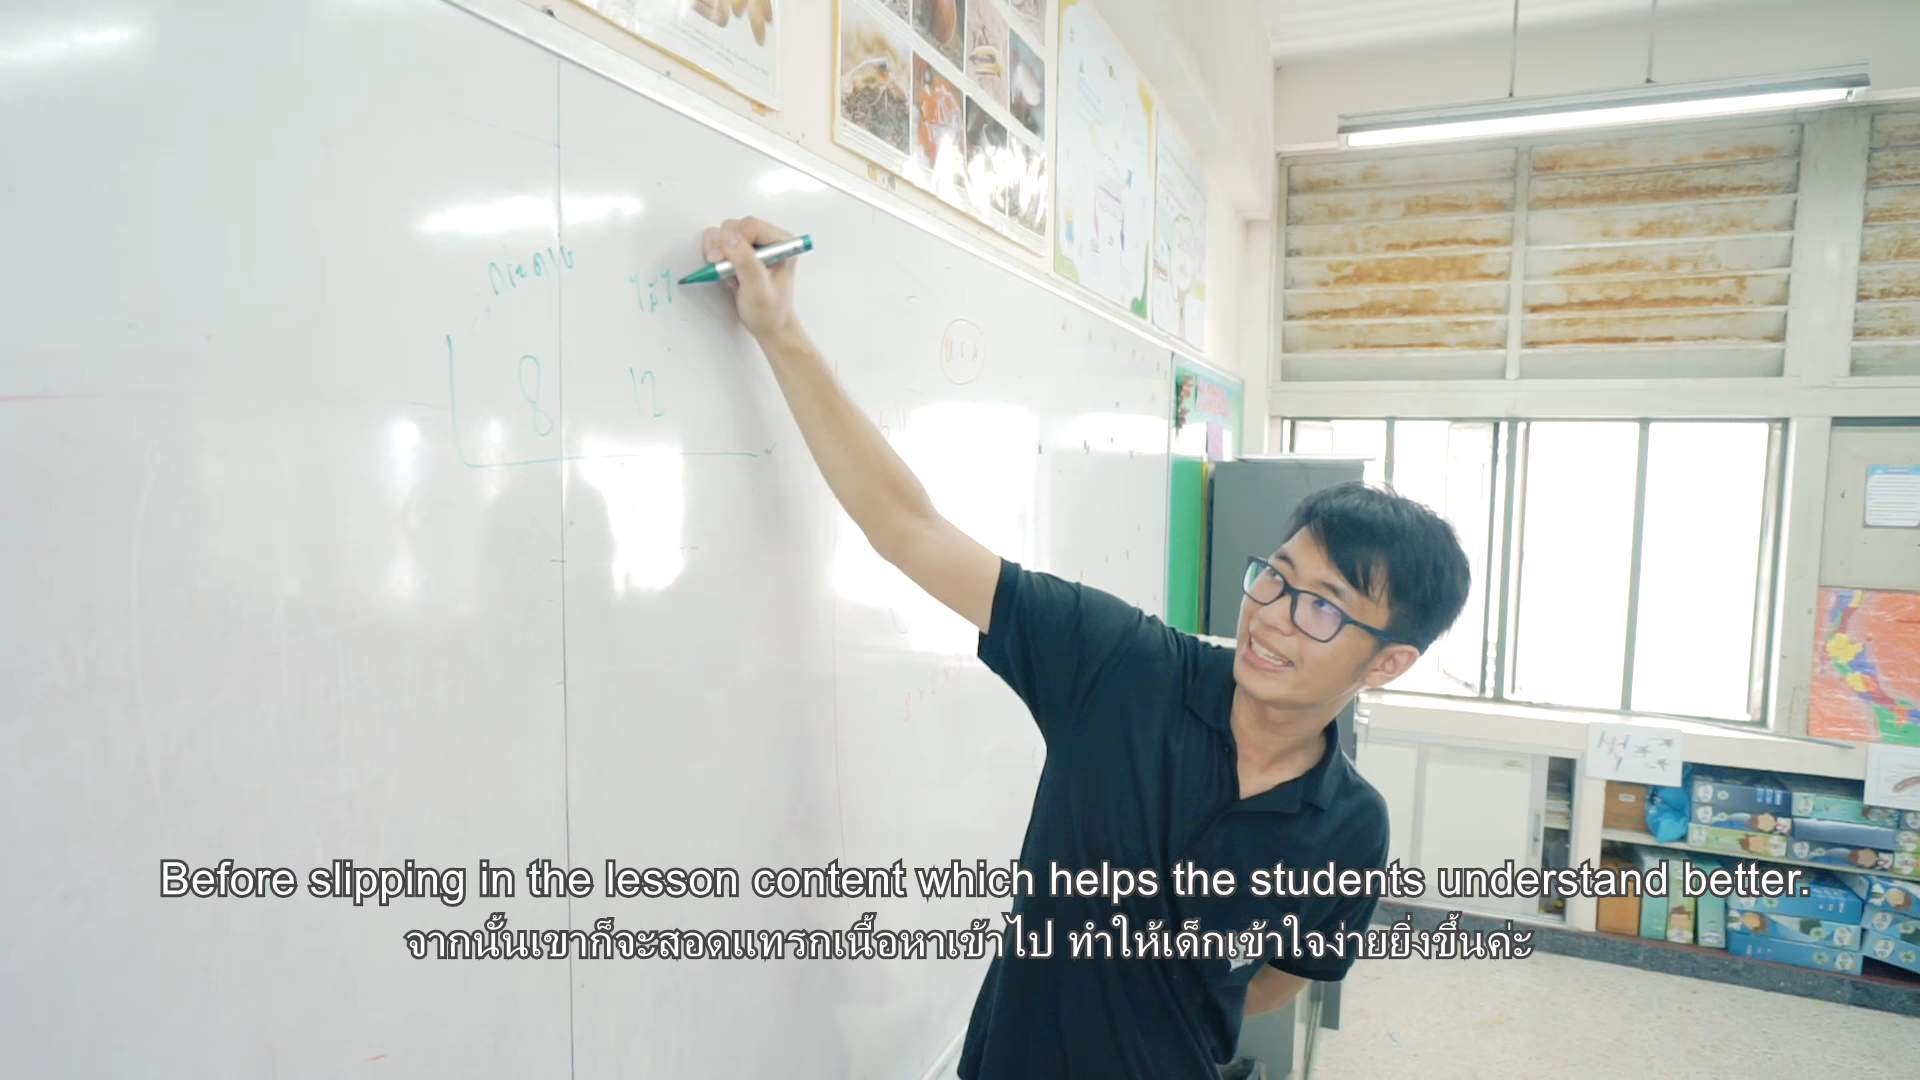 8 12
Before slipping in the lesson content which helps the students understand better.
จากนั้นเขาก็จะสอดแทรกเนื้อหาเข้าไป ทำให้เด็กเข้าใจง่ายยิ่งขึ้นค่ะ